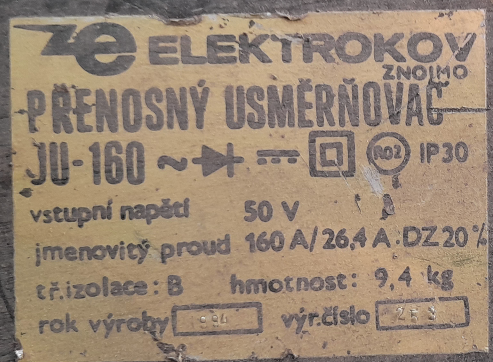 ze ELEKTROKOV
ZNOJMO
PŘENOSNÝ USMĚRŇOVAČ
JU-160 IP30
vstupní napětí 50 V
jmenovitý proud 160 A/26,4 A·DZ 20%
tř.izolace: B hmotnost: 9,4 kg
rok výroby výr.číslo